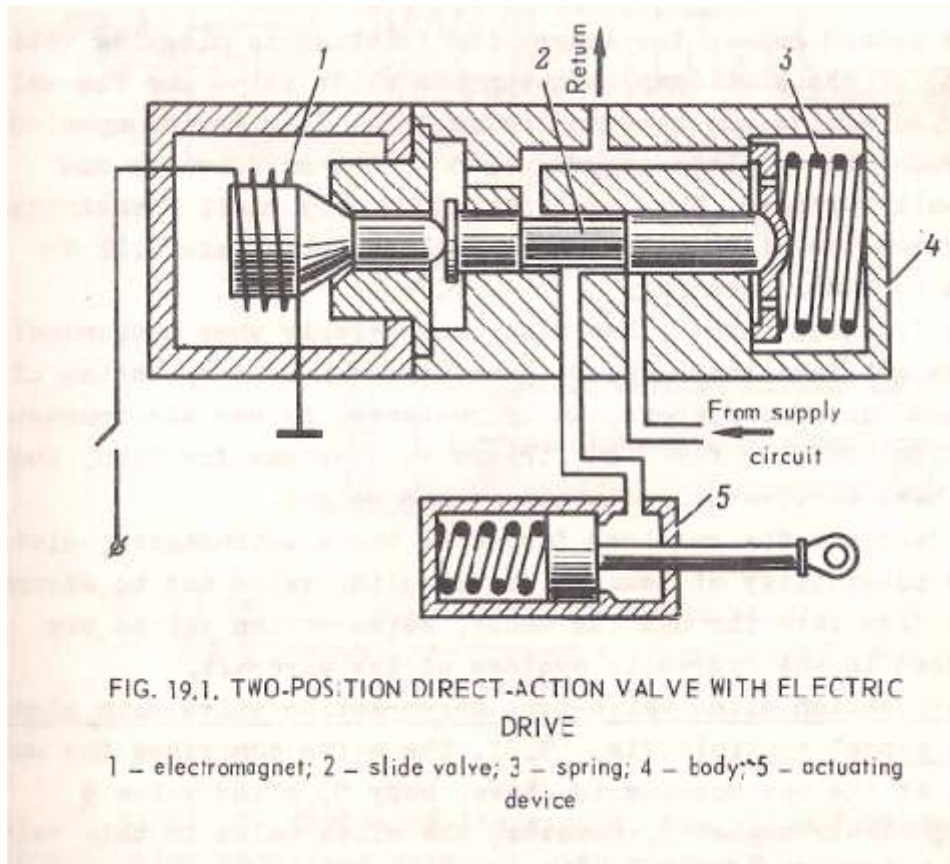 1
2
Return
3
4
From supply
circuit
5
FIG. 19.1. TWO-POSITION DIRECT-ACTION VALVE WITH ELECTRIC
DRIVE
1 – electromagnet; 2 – slide valve; 3 – spring; 4 – body; 5 – actuating
device